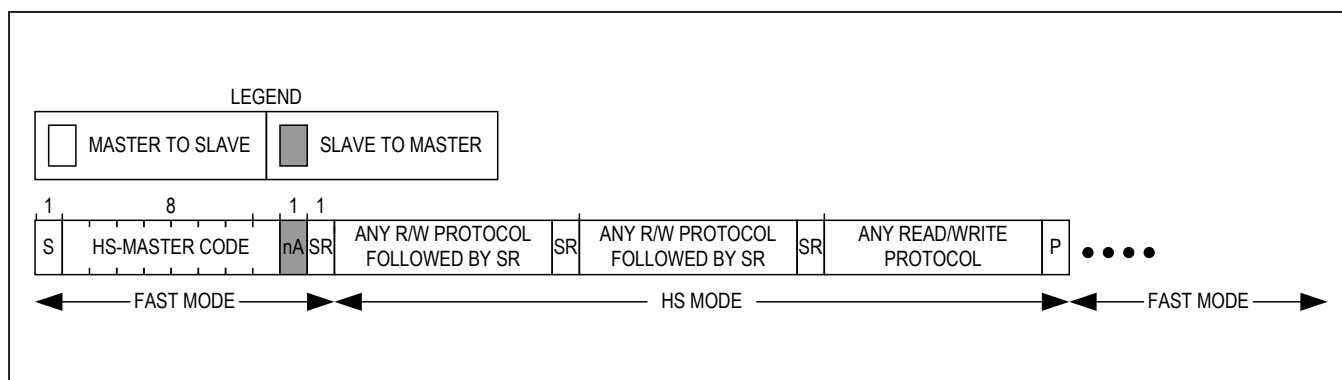 LEGEND
MASTER TO SLAVE SLAVE TO MASTER
1 8 1 1
S HS-MASTER CODE nA SR ANY R/W PROTOCOL FOLLOWED BY SR SR ANY R/W PROTOCOL FOLLOWED BY SR SR ANY READ/WRITE PROTOCOL P
FAST MODE HS MODE FAST MODE